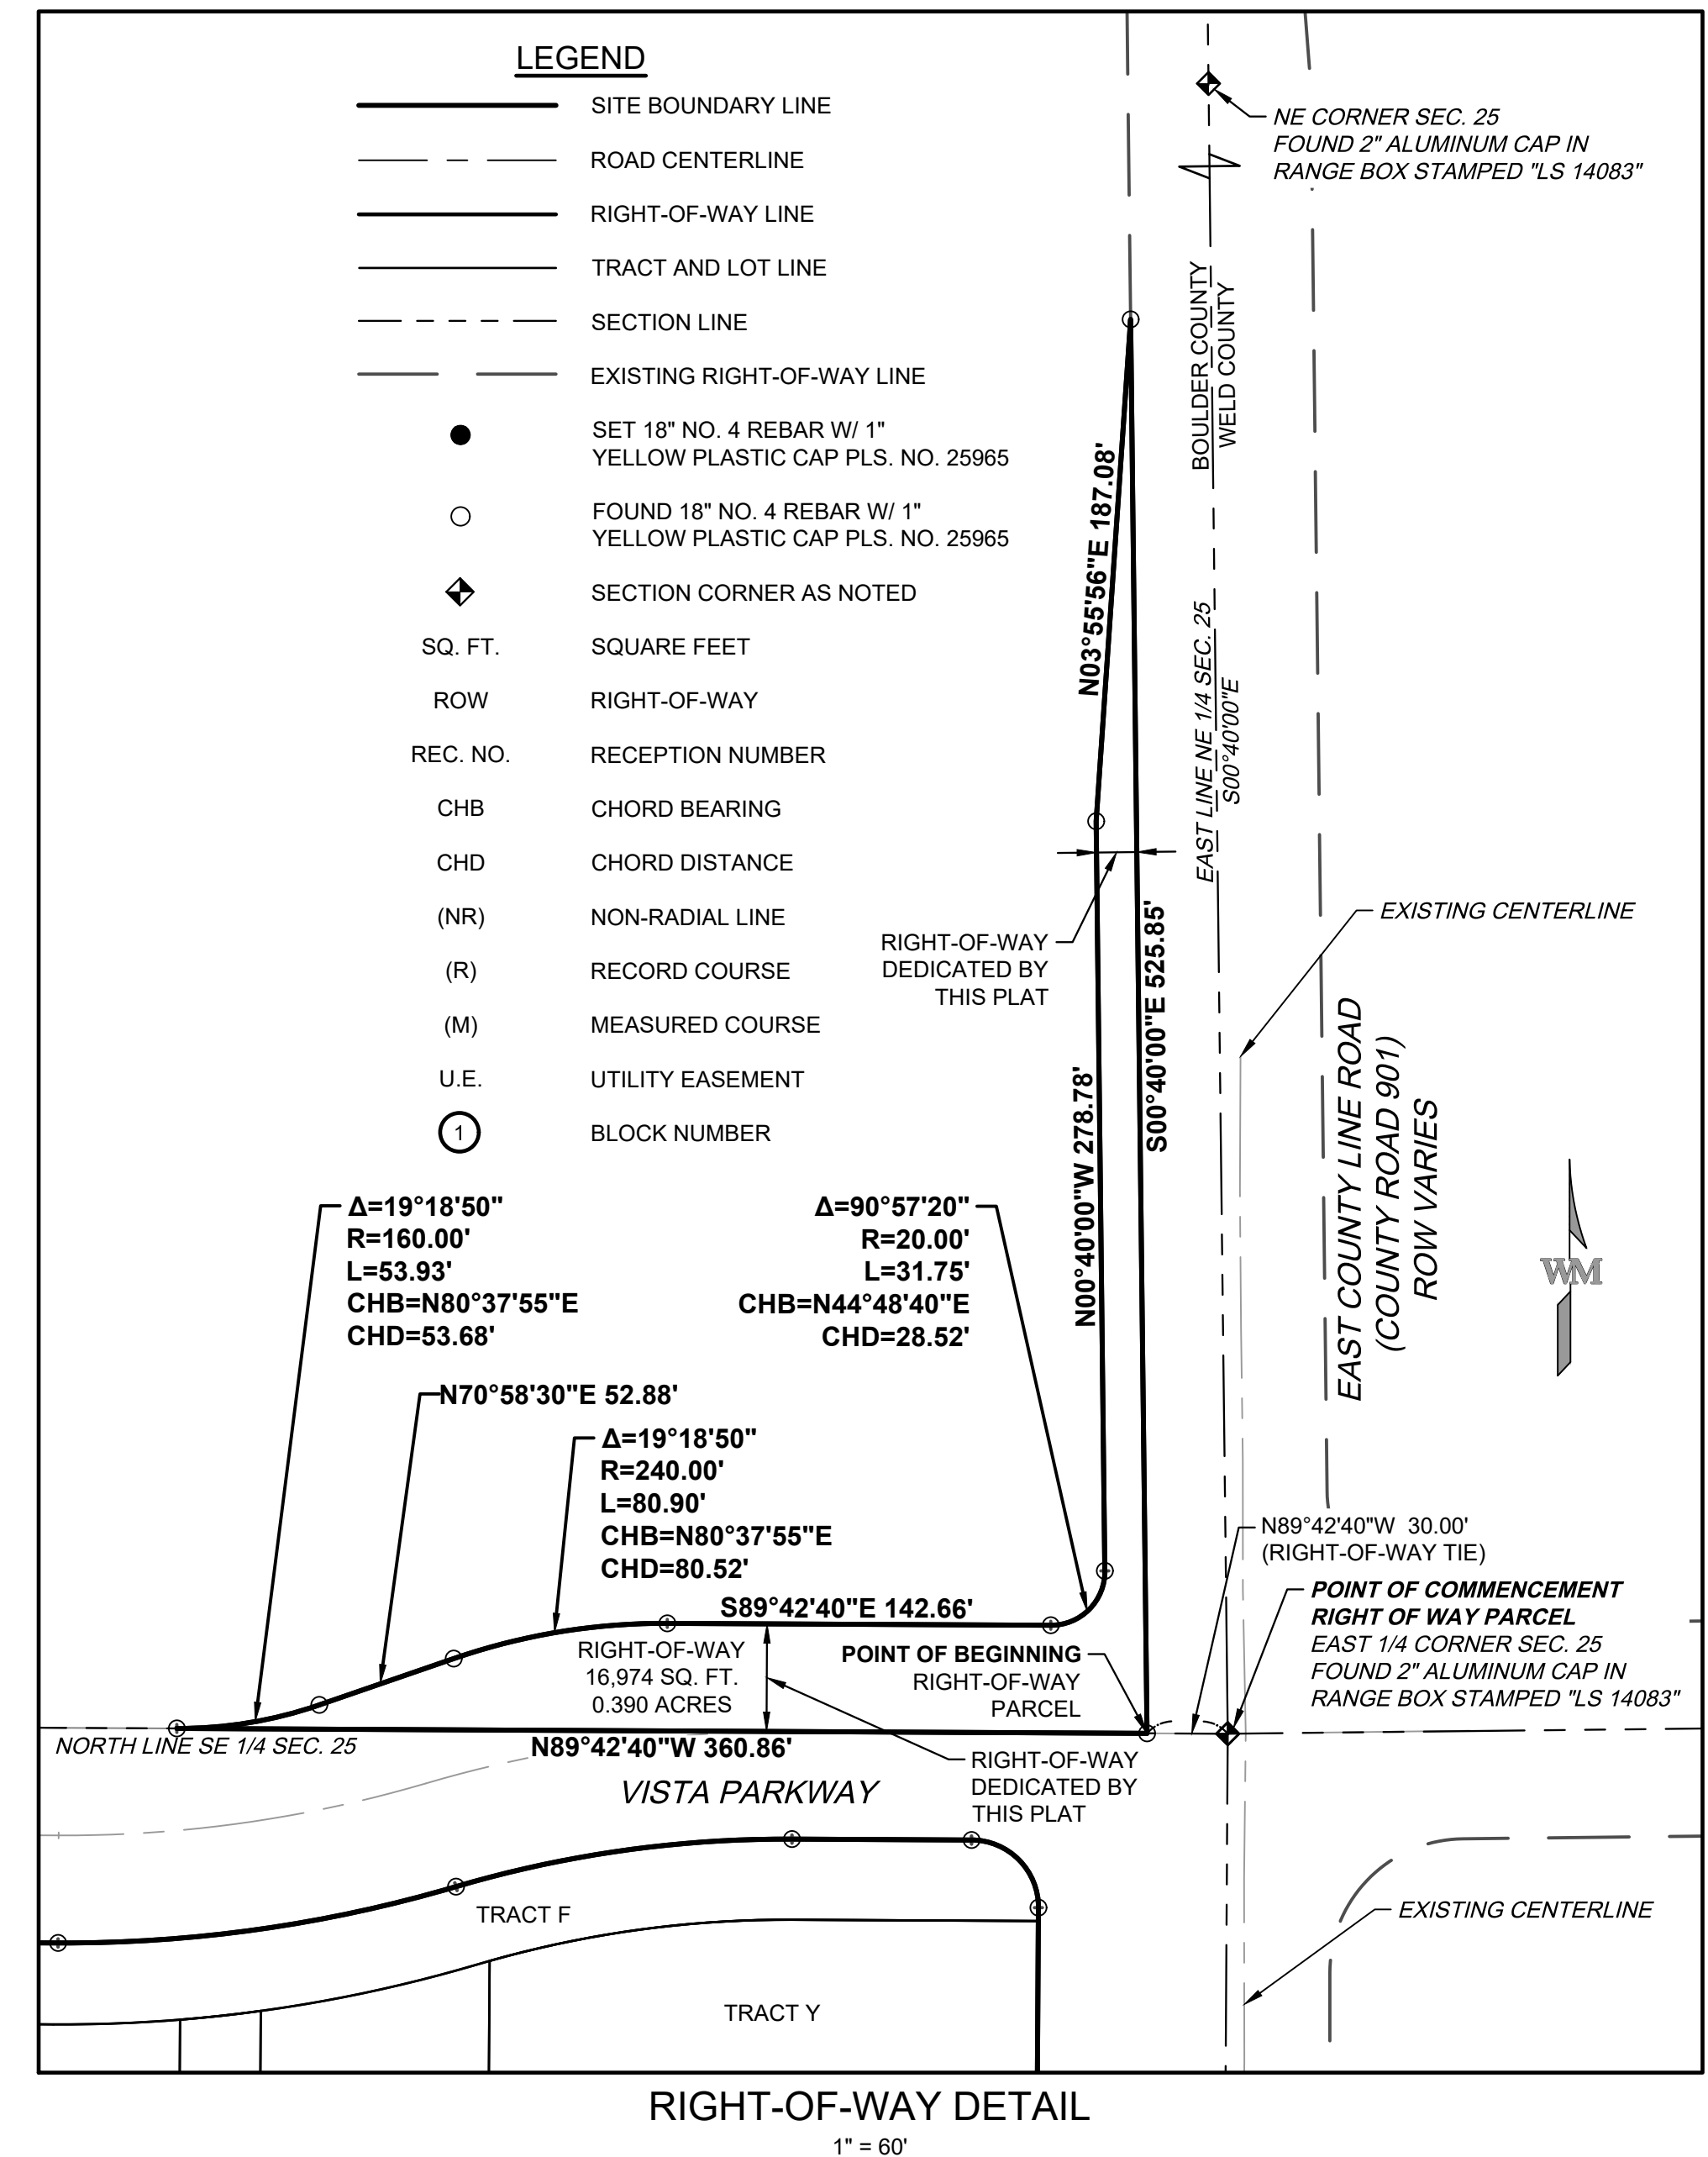 LEGEND
SITE BOUNDARY LINE
ROAD CENTERLINE
RIGHT-OF-WAY LINE
TRACT AND LOT LINE
SECTION LINE
EXISTING RIGHT-OF-WAY LINE
SET 18" NO. 4 REBAR W/ 1"
YELLOW PLASTIC CAP PLS. NO. 25965
FOUND 18" NO. 4 REBAR W/ 1"
YELLOW PLASTIC CAP PLS. NO. 25965
SECTION CORNER AS NOTED
SQ. FT. SQUARE FEET
ROW RIGHT-OF-WAY
REC. NO. RECEPTION NUMBER
CHB CHORD BEARING
CHD CHORD DISTANCE
(NR) NON-RADIAL LINE
(R) RECORD COURSE
(M) MEASURED COURSE
U.E. UTILITY EASEMENT
1 BLOCK NUMBER
NE CORNER SEC. 25
FOUND 2" ALUMINUM CAP IN
RANGE BOX STAMPED "LS 14083"
BOULDER COUNTY
WELD COUNTY
N03°55'56"E 187.08'
EAST LINE NE 1/4 SEC. 25
S00°40'00"E
RIGHT-OF-WAY
DEDICATED BY
THIS PLAT
S00°40'00"E 525.85'
N00°40'00"W 278.78'
EXISTING CENTERLINE
EAST COUNTY LINE ROAD
(COUNTY ROAD 901)
ROW VARIES
WM
Δ=19°18'50"
R=160.00'
L=53.93'
CHB=N80°37'55"E
CHD=53.68'
Δ=90°57'20"
R=20.00'
L=31.75'
CHB=N44°48'40"E
CHD=28.52'
N70°58'30"E 52.88'
Δ=19°18'50"
R=240.00'
L=80.90'
CHB=N80°37'55"E
CHD=80.52'
S89°42'40"E 142.66'
RIGHT-OF-WAY
16,974 SQ. FT.
0.390 ACRES
POINT OF BEGINNING
RIGHT-OF-WAY
PARCEL
N89°42'40"W 30.00'
(RIGHT-OF-WAY TIE)
POINT OF COMMENCEMENT
RIGHT OF WAY PARCEL
EAST 1/4 CORNER SEC. 25
FOUND 2" ALUMINUM CAP IN
RANGE BOX STAMPED "LS 14083"
NORTH LINE SE 1/4 SEC. 25
N89°42'40"W 360.86'
VISTA PARKWAY
RIGHT-OF-WAY
DEDICATED BY
THIS PLAT
TRACT F
EXISTING CENTERLINE
TRACT Y
RIGHT-OF-WAY DETAIL
1" = 60'